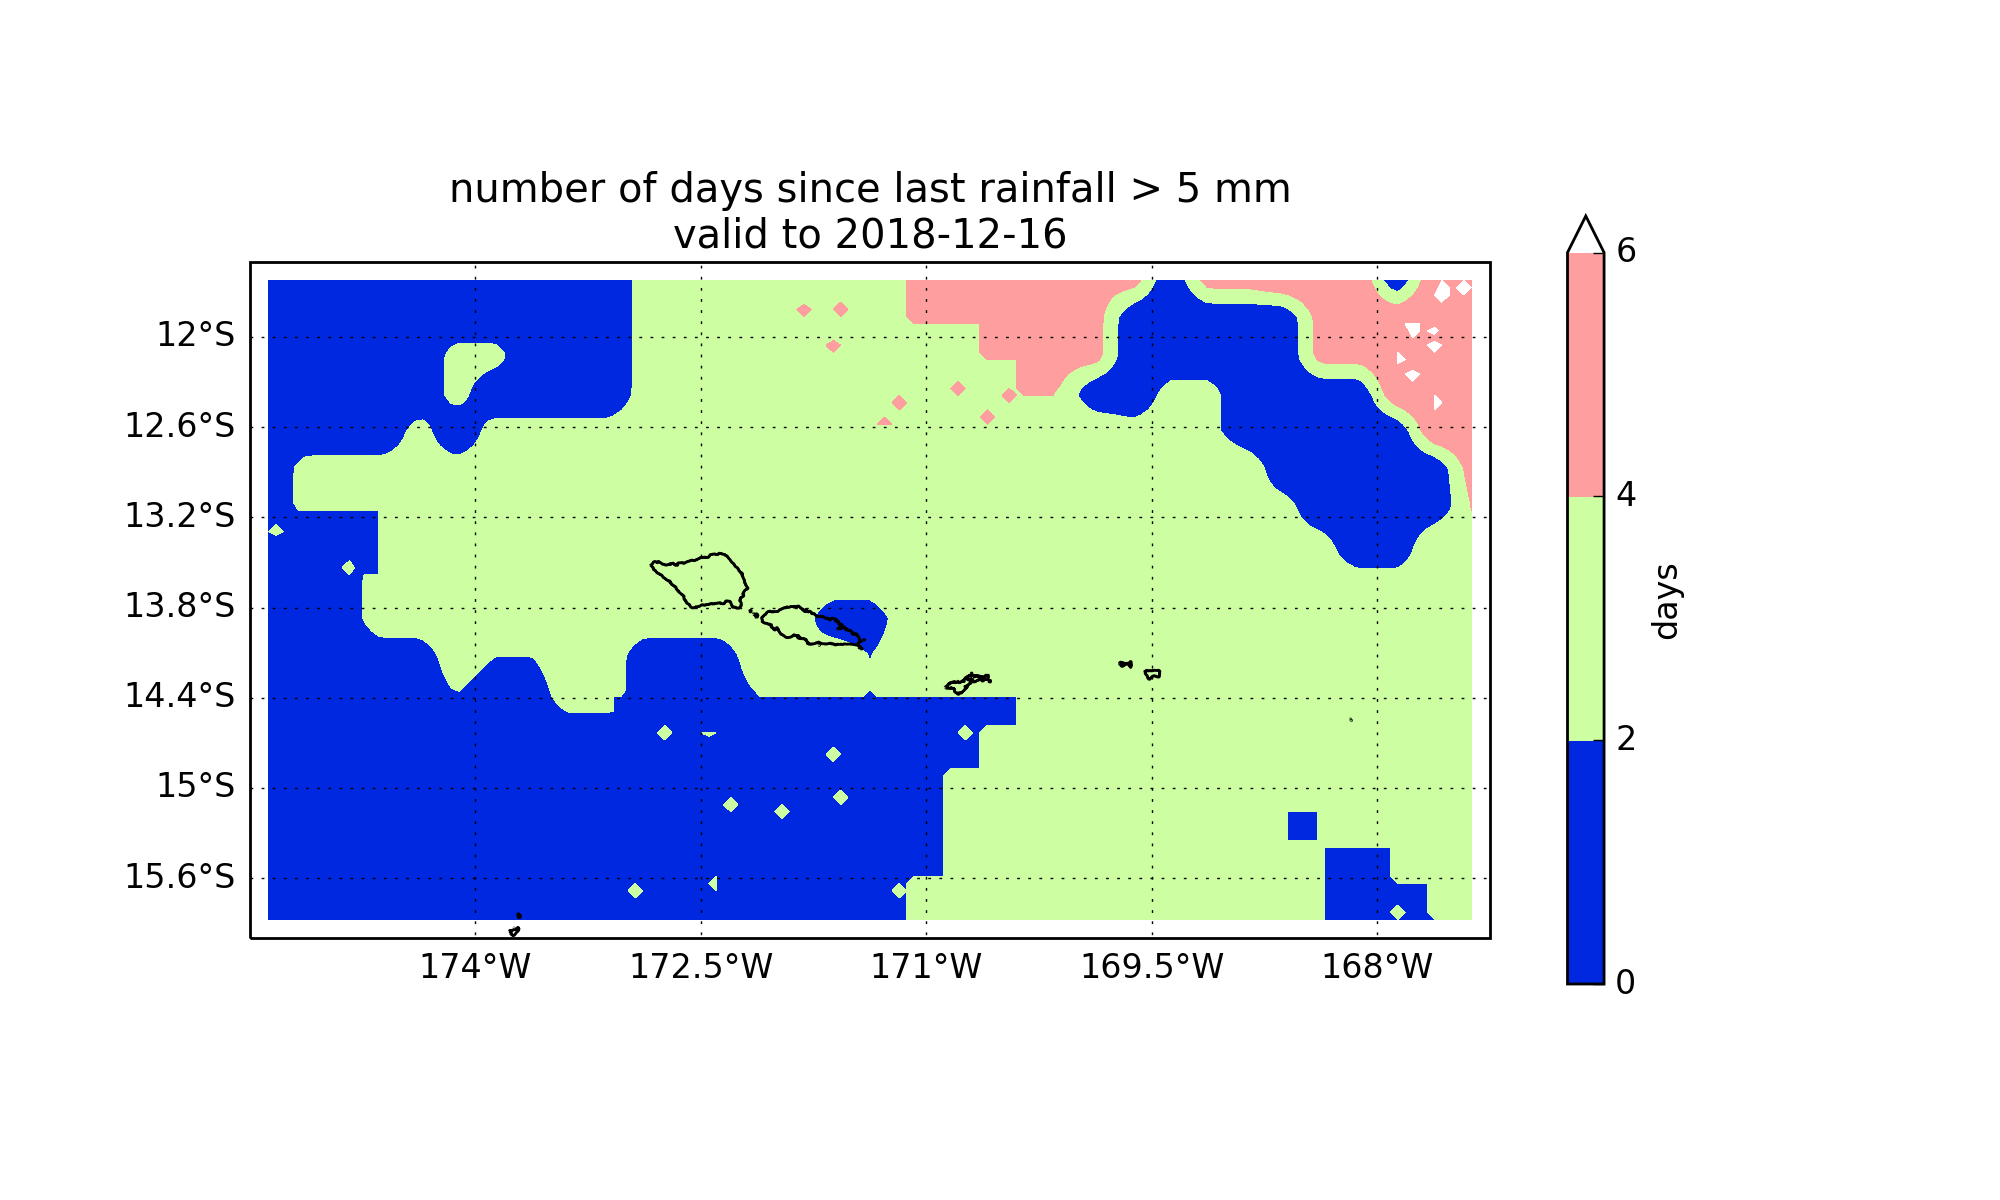 number of days since last rainfall > 5 mm
valid to 2018-12-16
12°S
12.6°S
13.2°S
13.8°S
14.4°S
15°S
15.6°S
174°W
172.5°W
171°W
169.5°W
168°W
6
4
2
0
days